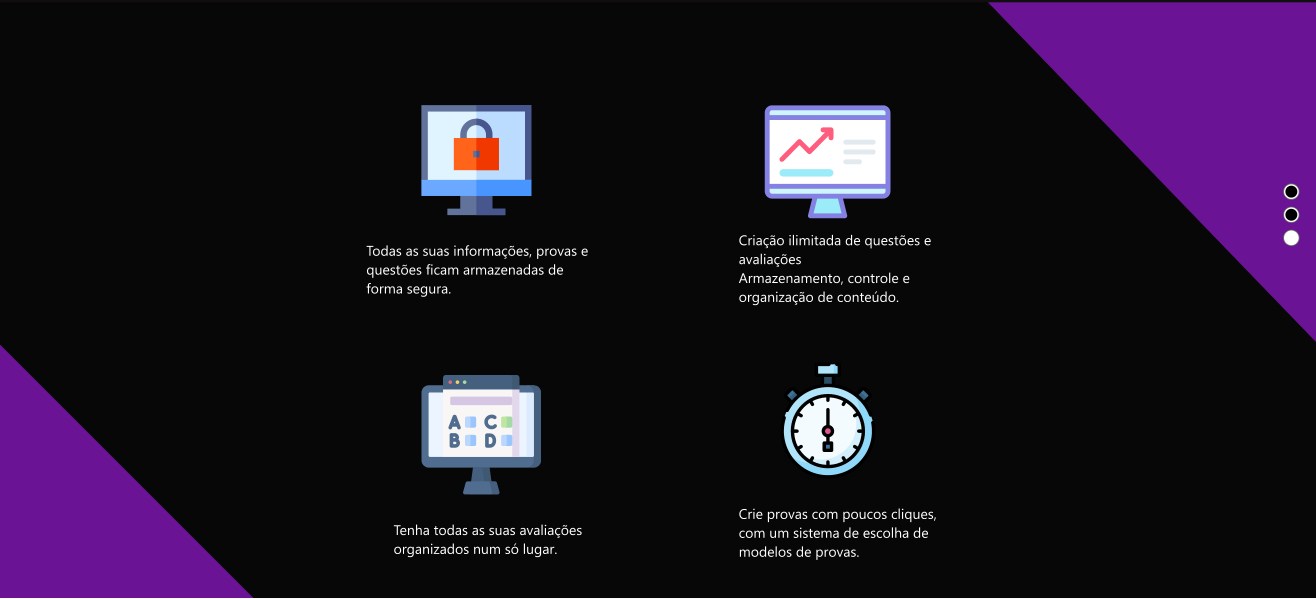 Todas as suas informações, provas e
questões ficam armazenadas de
forma segura.
Criação ilimitada de questões e
avaliações
Armazenamento, controle e
organização de conteúdo.
A C
B D
Tenha todas as suas avaliações
organizados num só lugar.
Crie provas com poucos cliques,
com um sistema de escolha de
modelos de provas.